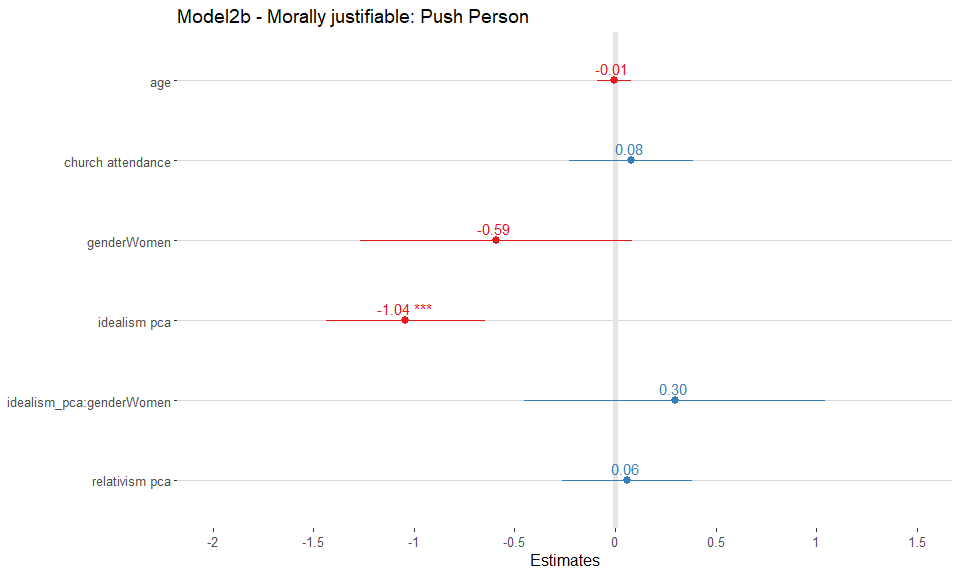 Model2b - Morally justifiable: Push Person
age
-0.01
church attendance
0.08
genderWomen
-0.59
idealism pca
-1.04 ***
idealism_pca:genderWomen
0.30
relativism pca
0.06
-2 -1.5 -1 -0.5 0 0.5 1 1.5
Estimates